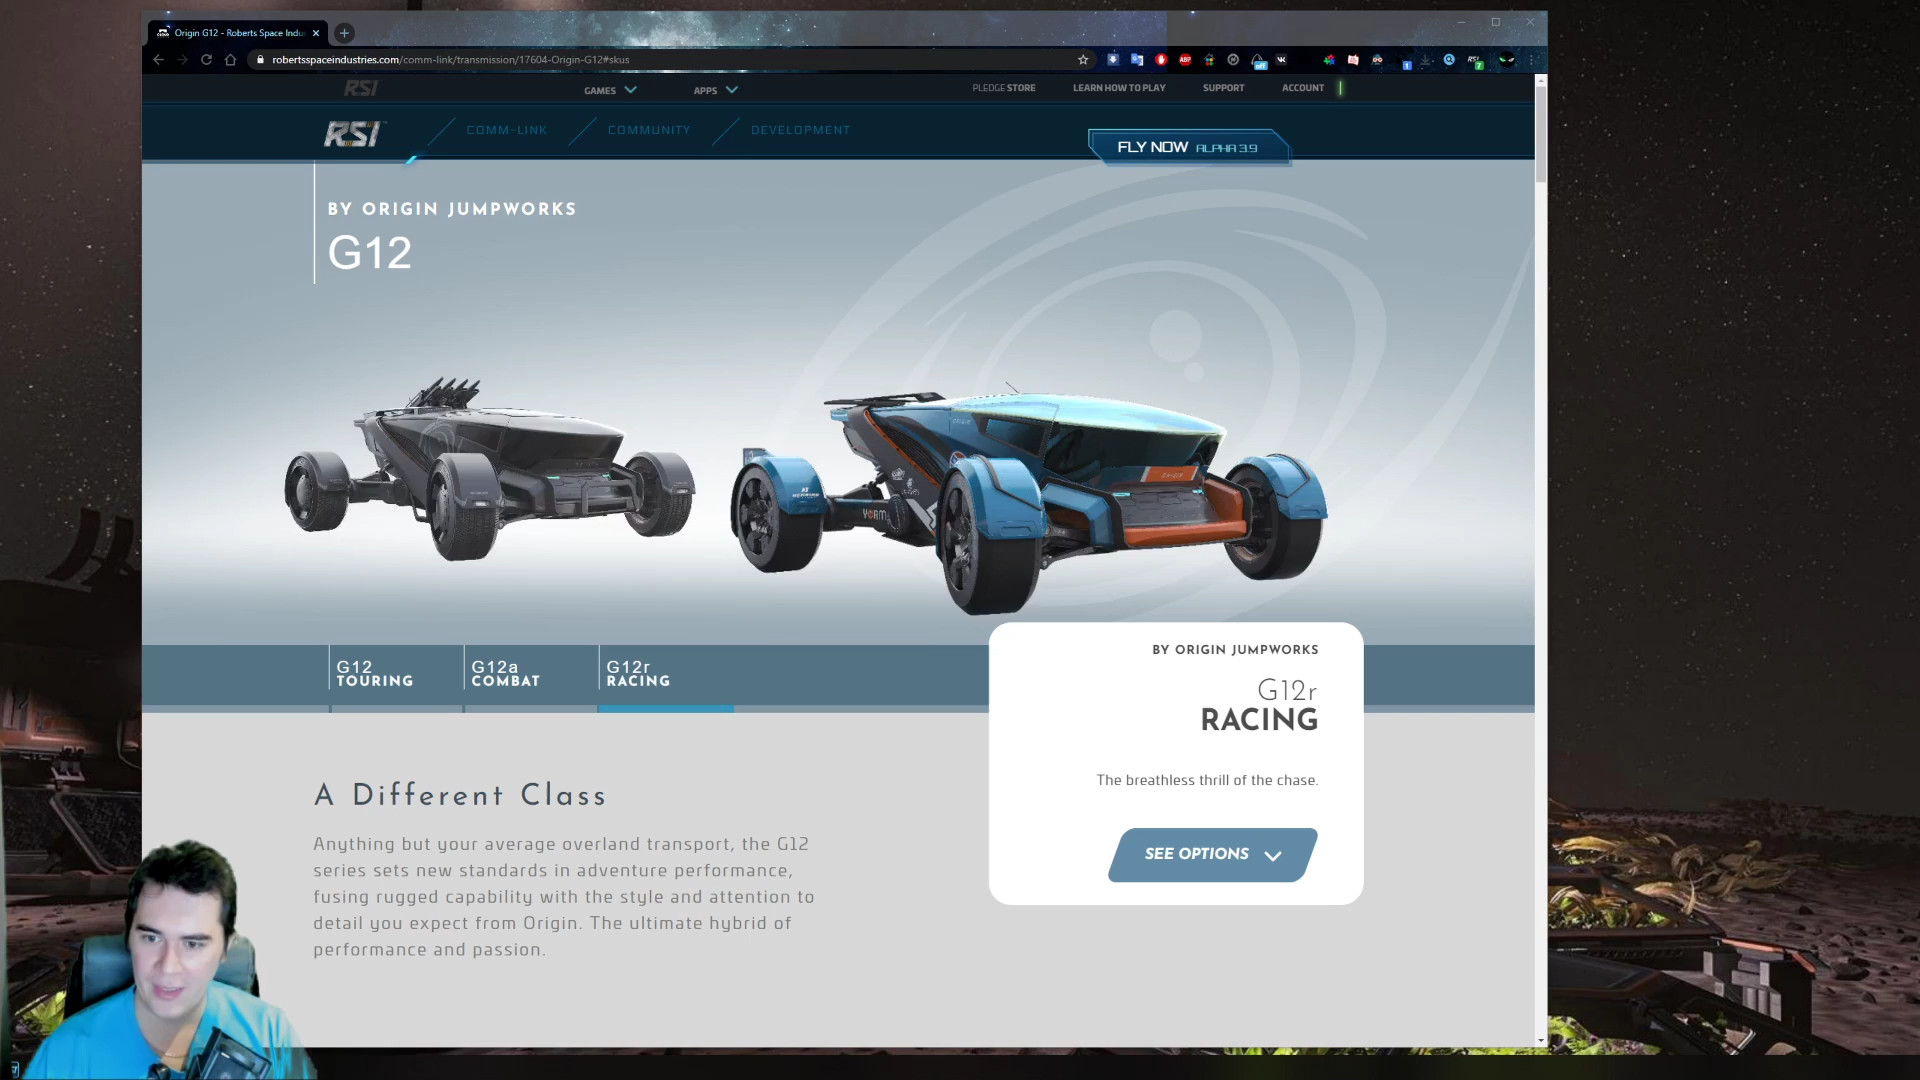 Origin G12 - Roberts Space Indu
robertsspaceindustries.com/comm-link/transmission/17604-Origin-G12#skus
RSI
GAMES
APPS
PLEDGE STORE
LEARN HOW TO PLAY
SUPPORT
ACCOUNT
RSI
COMM-LINK
COMMUNITY
DEVELOPMENT
FLY NOW ALPHA 3.9
BY ORIGIN JUMPWORKS
G12
G12
TOURING
G12a
COMBAT
G12r
RACING
BY ORIGIN JUMPWORKS
G12r
RACING
The breathless thrill of the chase.
SEE OPTIONS
A Different Class
Anything but your average overland transport, the G12
series sets new standards in adventure performance,
fusing rugged capability with the style and attention to
detail you expect from Origin. The ultimate hybrid of
performance and passion.